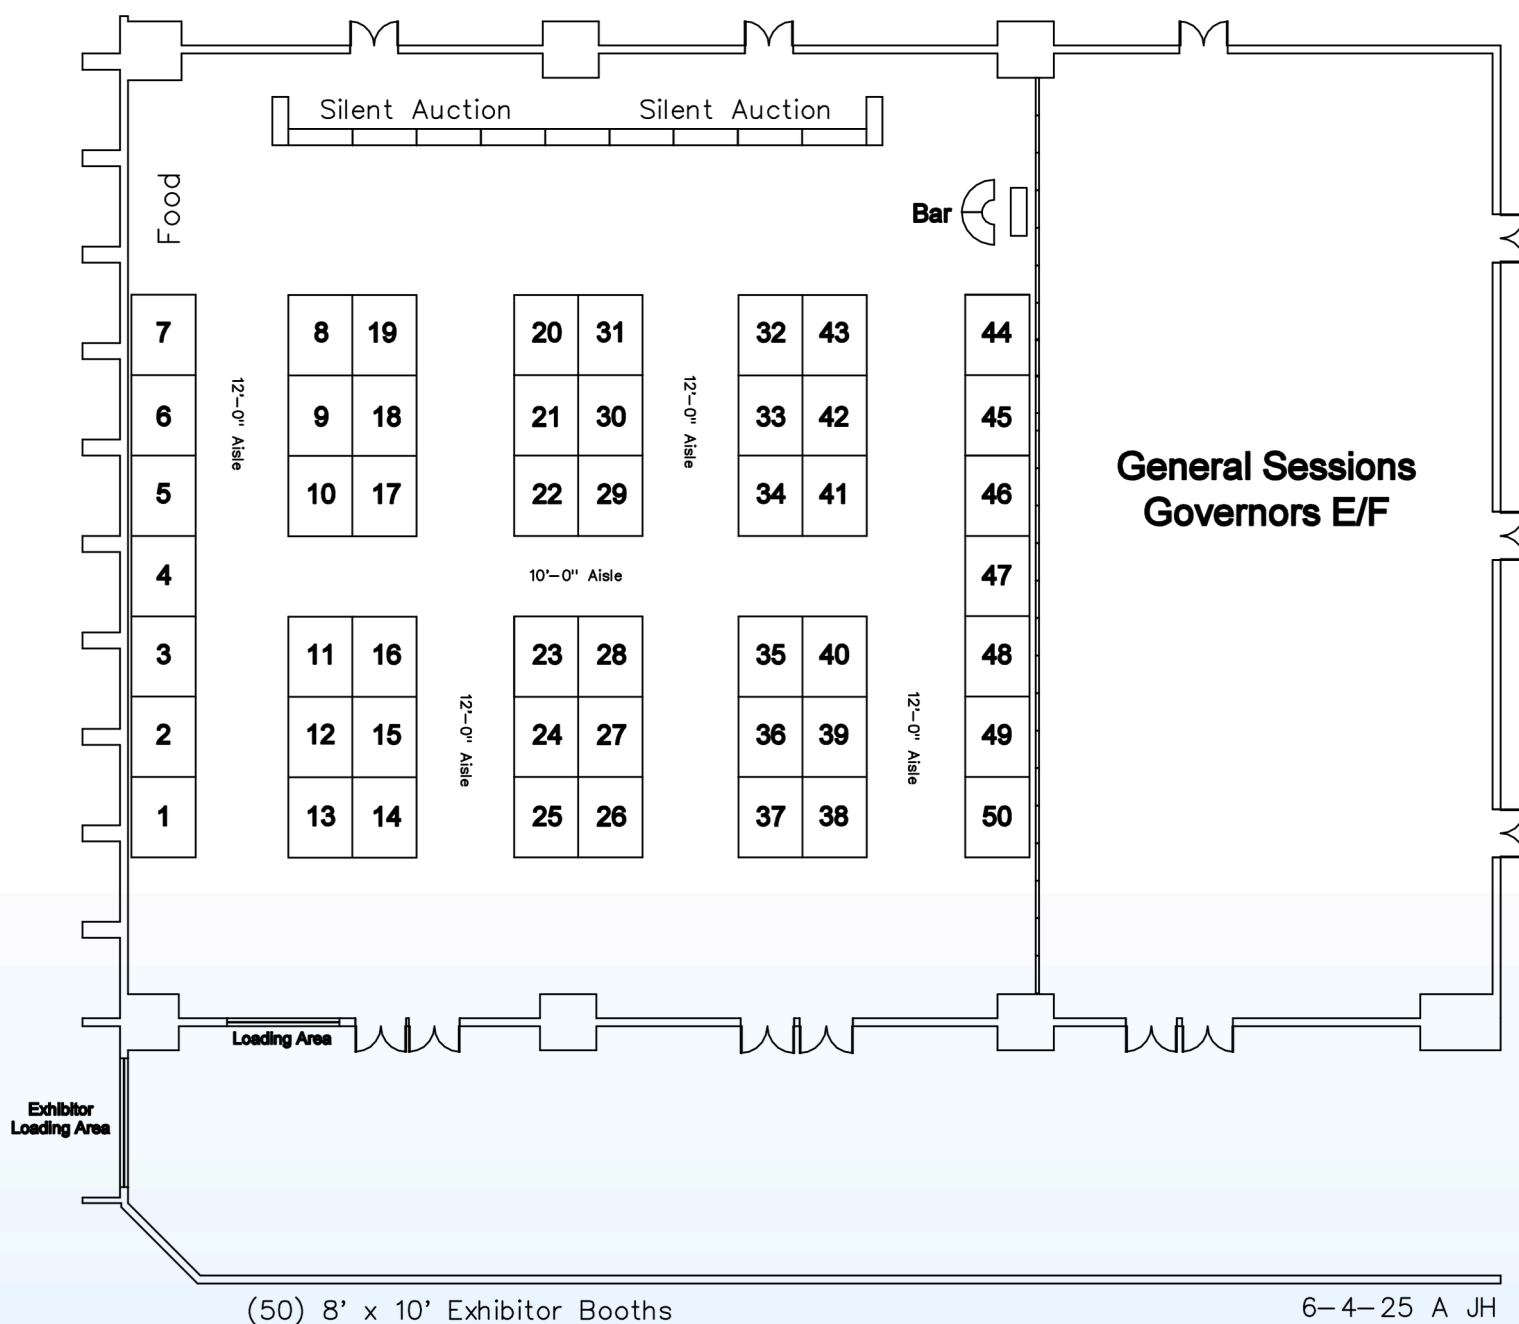 Silent Auction Silent Auction
Food
Bar
7 8 19 20 31 32 43 44
12'-0" Aisle
12'-0" Aisle
6 9 18 21 30 33 42 45
General Sessions
Governors E/F
5 10 17 22 29 34 41 46
4 10'-0" Aisle 47
3 11 16 23 28 35 40 48
12'-0" Aisle
12'-0" Aisle
2 12 15 24 27 36 39 49
1 13 14 25 26 37 38 50
Loading Area
Exhibitor
Loading Area
(50) 8' x 10' Exhibitor Booths
6-4-25 A JH